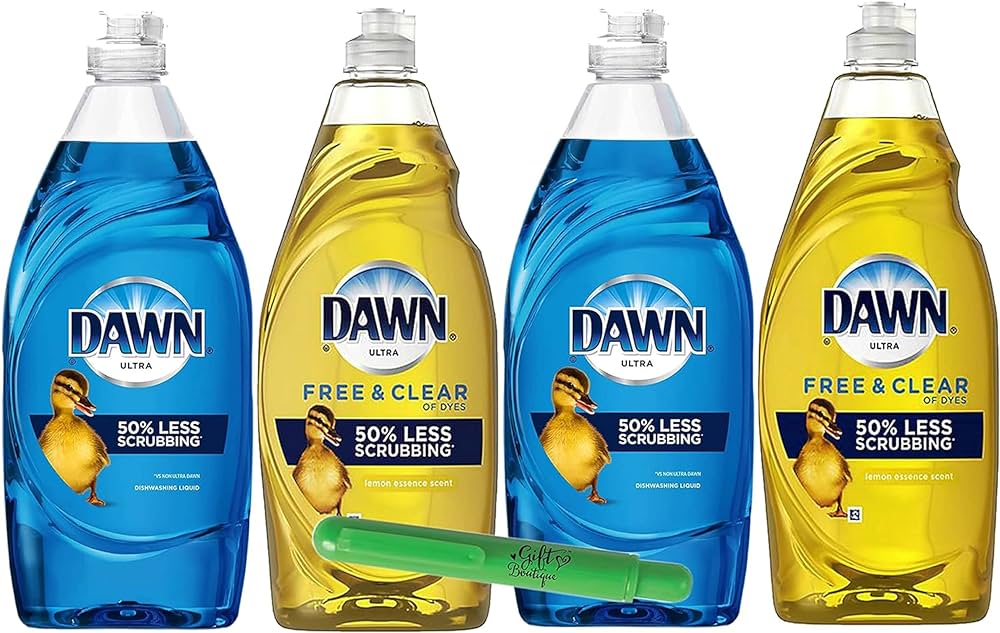 DAWN
ULTRA
50% LESS
SCRUBBING*
*VS NON ULTRA DAWN
DISHWASHING LIQUID
DAWN
ULTRA
FREE & CLEAR
OF DYES
50% LESS
SCRUBBING*
lemon essence scent
DAWN
ULTRA
50% LESS
SCRUBBING*
*VS NON ULTRA DAWN
DISHWASHING LIQUID
DAWN
ULTRA
FREE & CLEAR
OF DYES
50% LESS
SCRUBBING*
lemon essence scent
Gift
Boutique